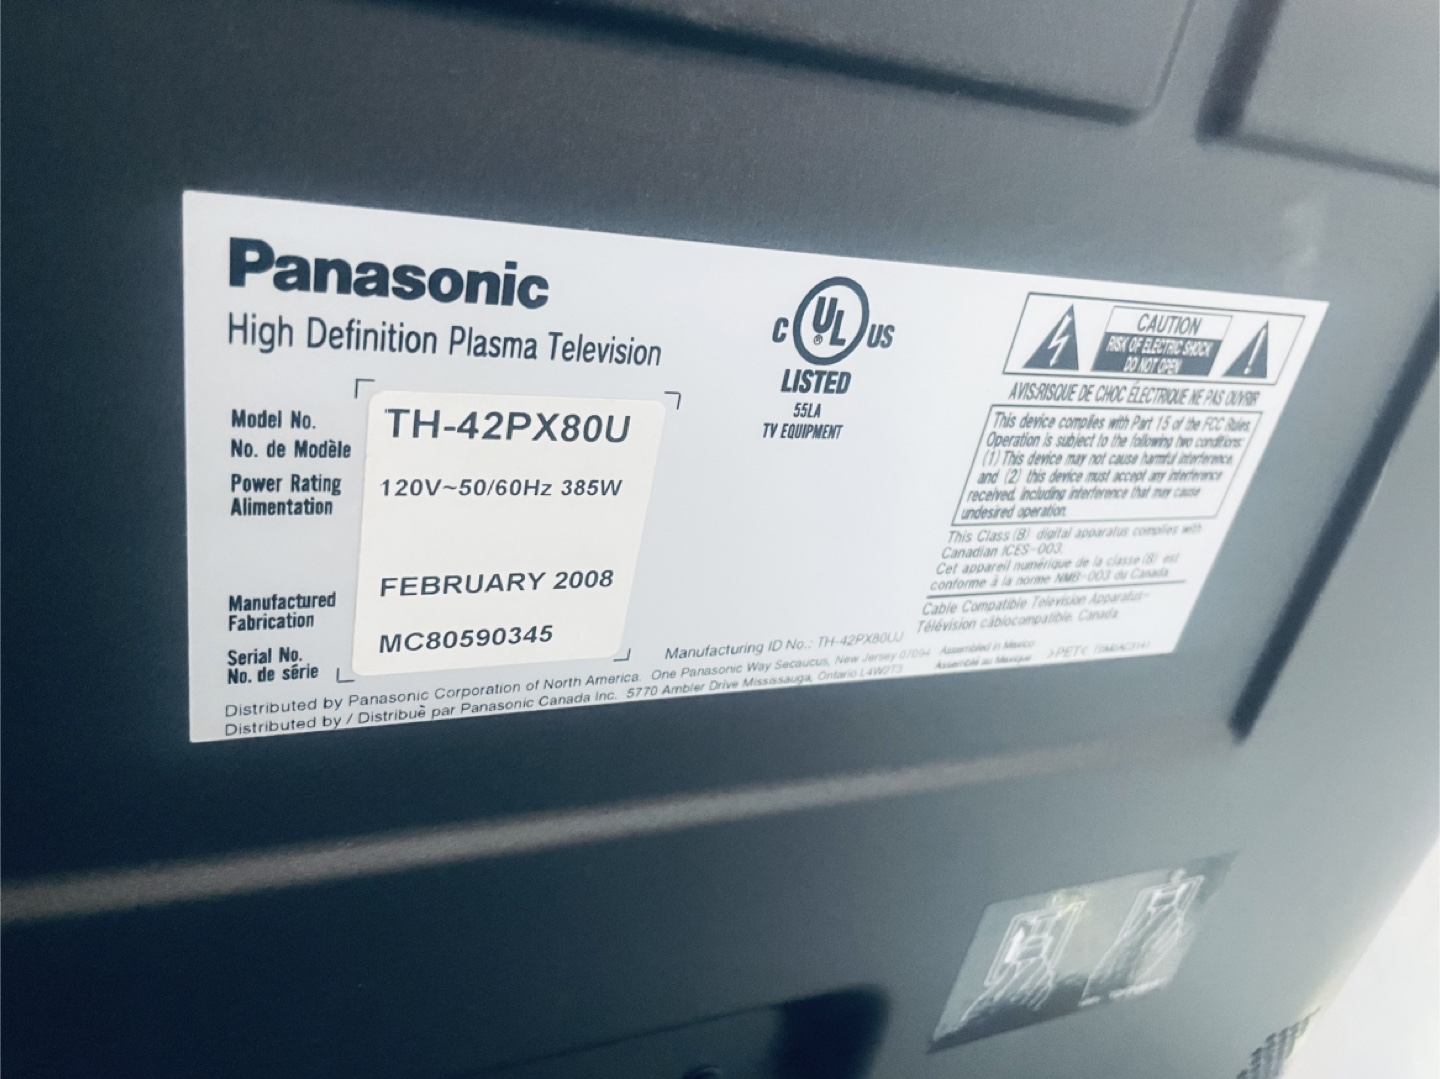 Panasonic
High Definition Plasma Television
Model No.
No. de Modèle
TH-42PX80U
Power Rating
Alimentation
120V~50/60Hz 385W
Manufactured
Fabrication
FEBRUARY 2008
Serial No.
No. de série
MC80590345
C UL® US
LISTED
55LA
TV EQUIPMENT
CAUTION
RISK OF ELECTRIC SHOCK
DO NOT OPEN
AVIS:RISQUE DE CHOC ÉLECTRIQUE NE PAS OUVRIR
This device complies with Part 15 of the FCC Rules.
Operation is subject to the following two conditions:
(1) This device may not cause harmful interference,
and (2) this device must accept any interference
received, including interference that may cause
undesired operation.
This Class (B) digital apparatus complies with
Canadian ICES-003.
Cet appareil numérique de la classe (B) est
conforme à la norme NMB-003 du Canada.
Cable Compatible Television Apparatus-
Télévision câblocompatible, Canada.
Manufacturing ID No.: TH-42PX80UJ
Assembled in Mexico
Assemblé au Mexique
>PET<
Distributed by Panasonic Corporation of North America. One Panasonic Way Secaucus, New Jersey 07094
Distributed by / Distribuè par Panasonic Canada Inc. 5770 Ambler Drive Mississauga, Ontario L4W2T3